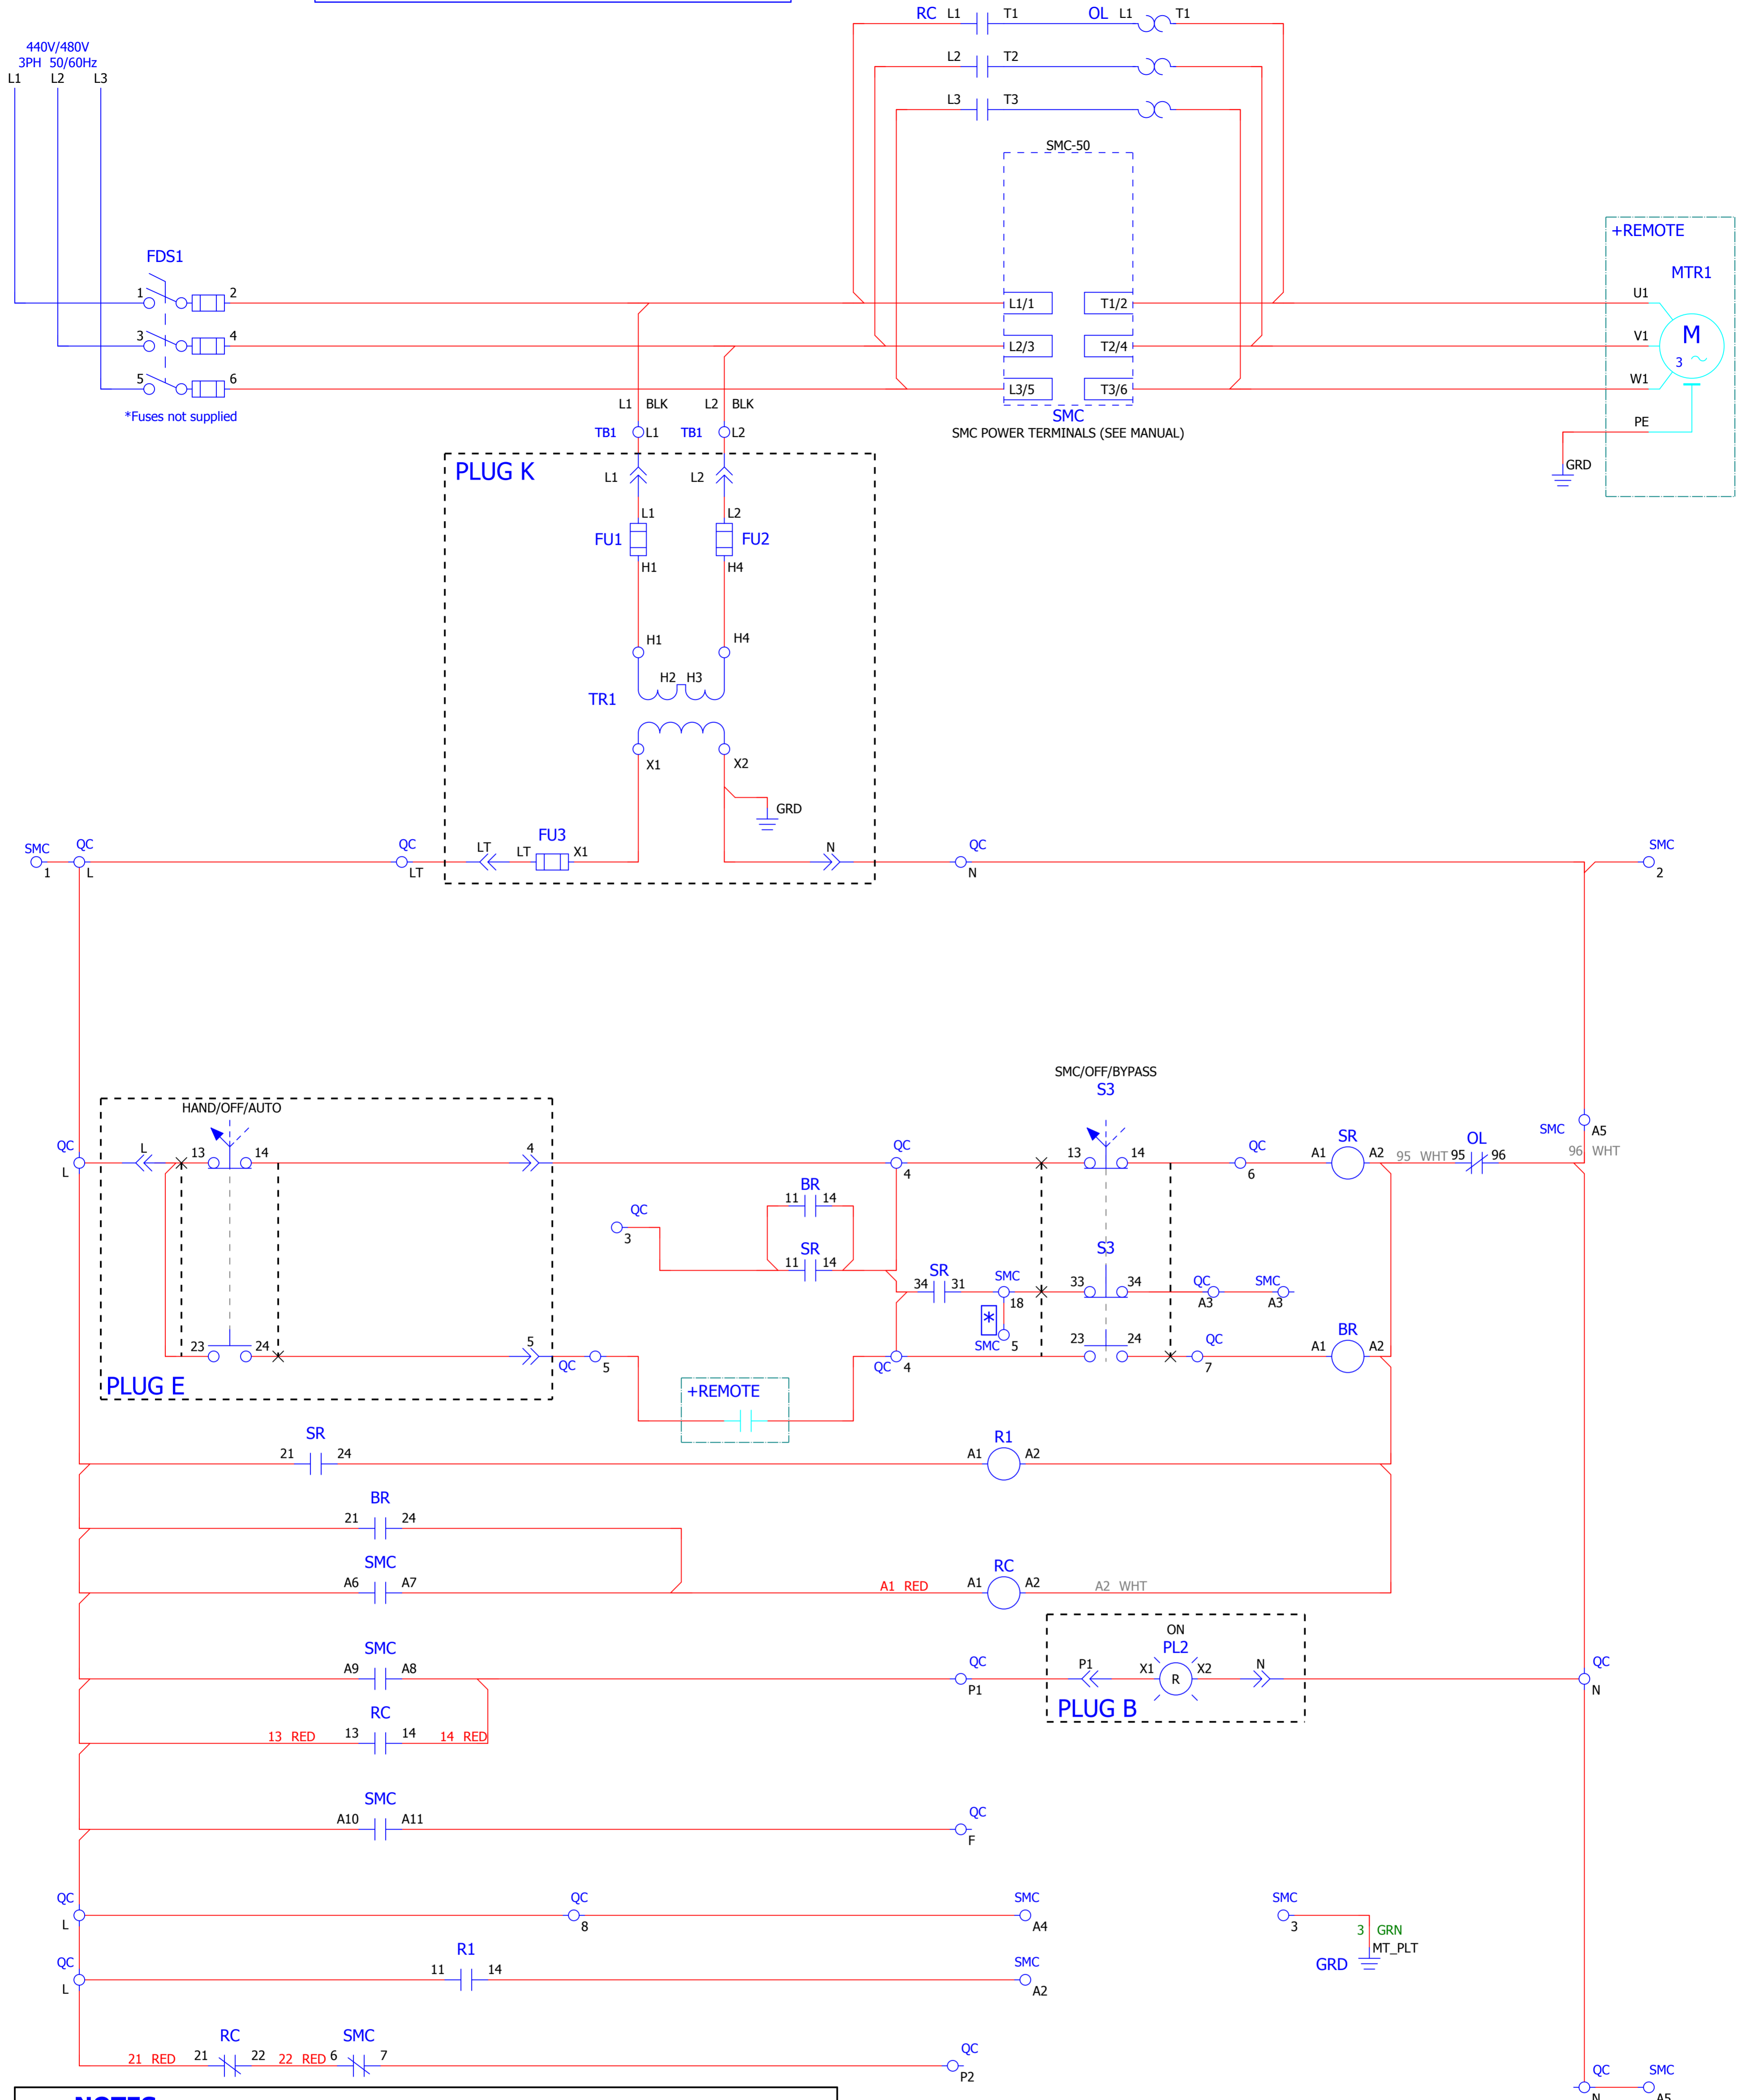 RC L1 T1 OL L1 T1
440V/480V
3PH 50/60Hz
L1 L2 L3
L2 T2
L3 T3
SMC-50
+REMOTE
MTR1
FDS1
1 2
L1/1 T1/2 U1
3 4
L2/3 T2/4 V1
M
3
5 6
L3/5 T3/6 W1
*Fuses not supplied
L1 BLK L2 BLK
SMC
SMC POWER TERMINALS (SEE MANUAL)
PE
GRD
TB1 L1 TB1 L2
PLUG K
L1 L2
L1 L2
FU1 FU2
H1 H4
H1 H4
H2 H3
TR1
X1 X2
GRD
SMC QC QC FU3 QC SMC
LT LT X1 N
1 L LT N 2
SMC/OFF/BYPASS
S3
HAND/OFF/AUTO
SMC A5
QC L 13 14 4 QC 13 14 QC SR OL
A1 A2 95 WHT 95 96 96 WHT
L 4 6
BR
11 14
QC
3
SR S3
11 14
SR SMC QC SMC
34 31 33 34
18 A3 A3
*
SMC 5
BR
23 24 5 23 24 QC A1 A2
QC 5 QC 4 7
PLUG E
+REMOTE
SR R1
21 24 A1 A2
BR
21 24
SMC RC
A6 A7 A1 RED A1 A2 A2 WHT
ON
SMC PL2
A9 A8 QC P1 X1 R X2 N QC
P1 N
PLUG B
RC
13 RED 13 14 14 RED
SMC
A10 A11 QC
F
QC QC SMC SMC
L 8 A4 3
3 GRN
MT_PLT
GRD
QC R1 SMC
11 14
L A2
RC SMC
21 RED 21 22 22 RED 6 7 QC
P2
QC SMC
N A5
NOTES